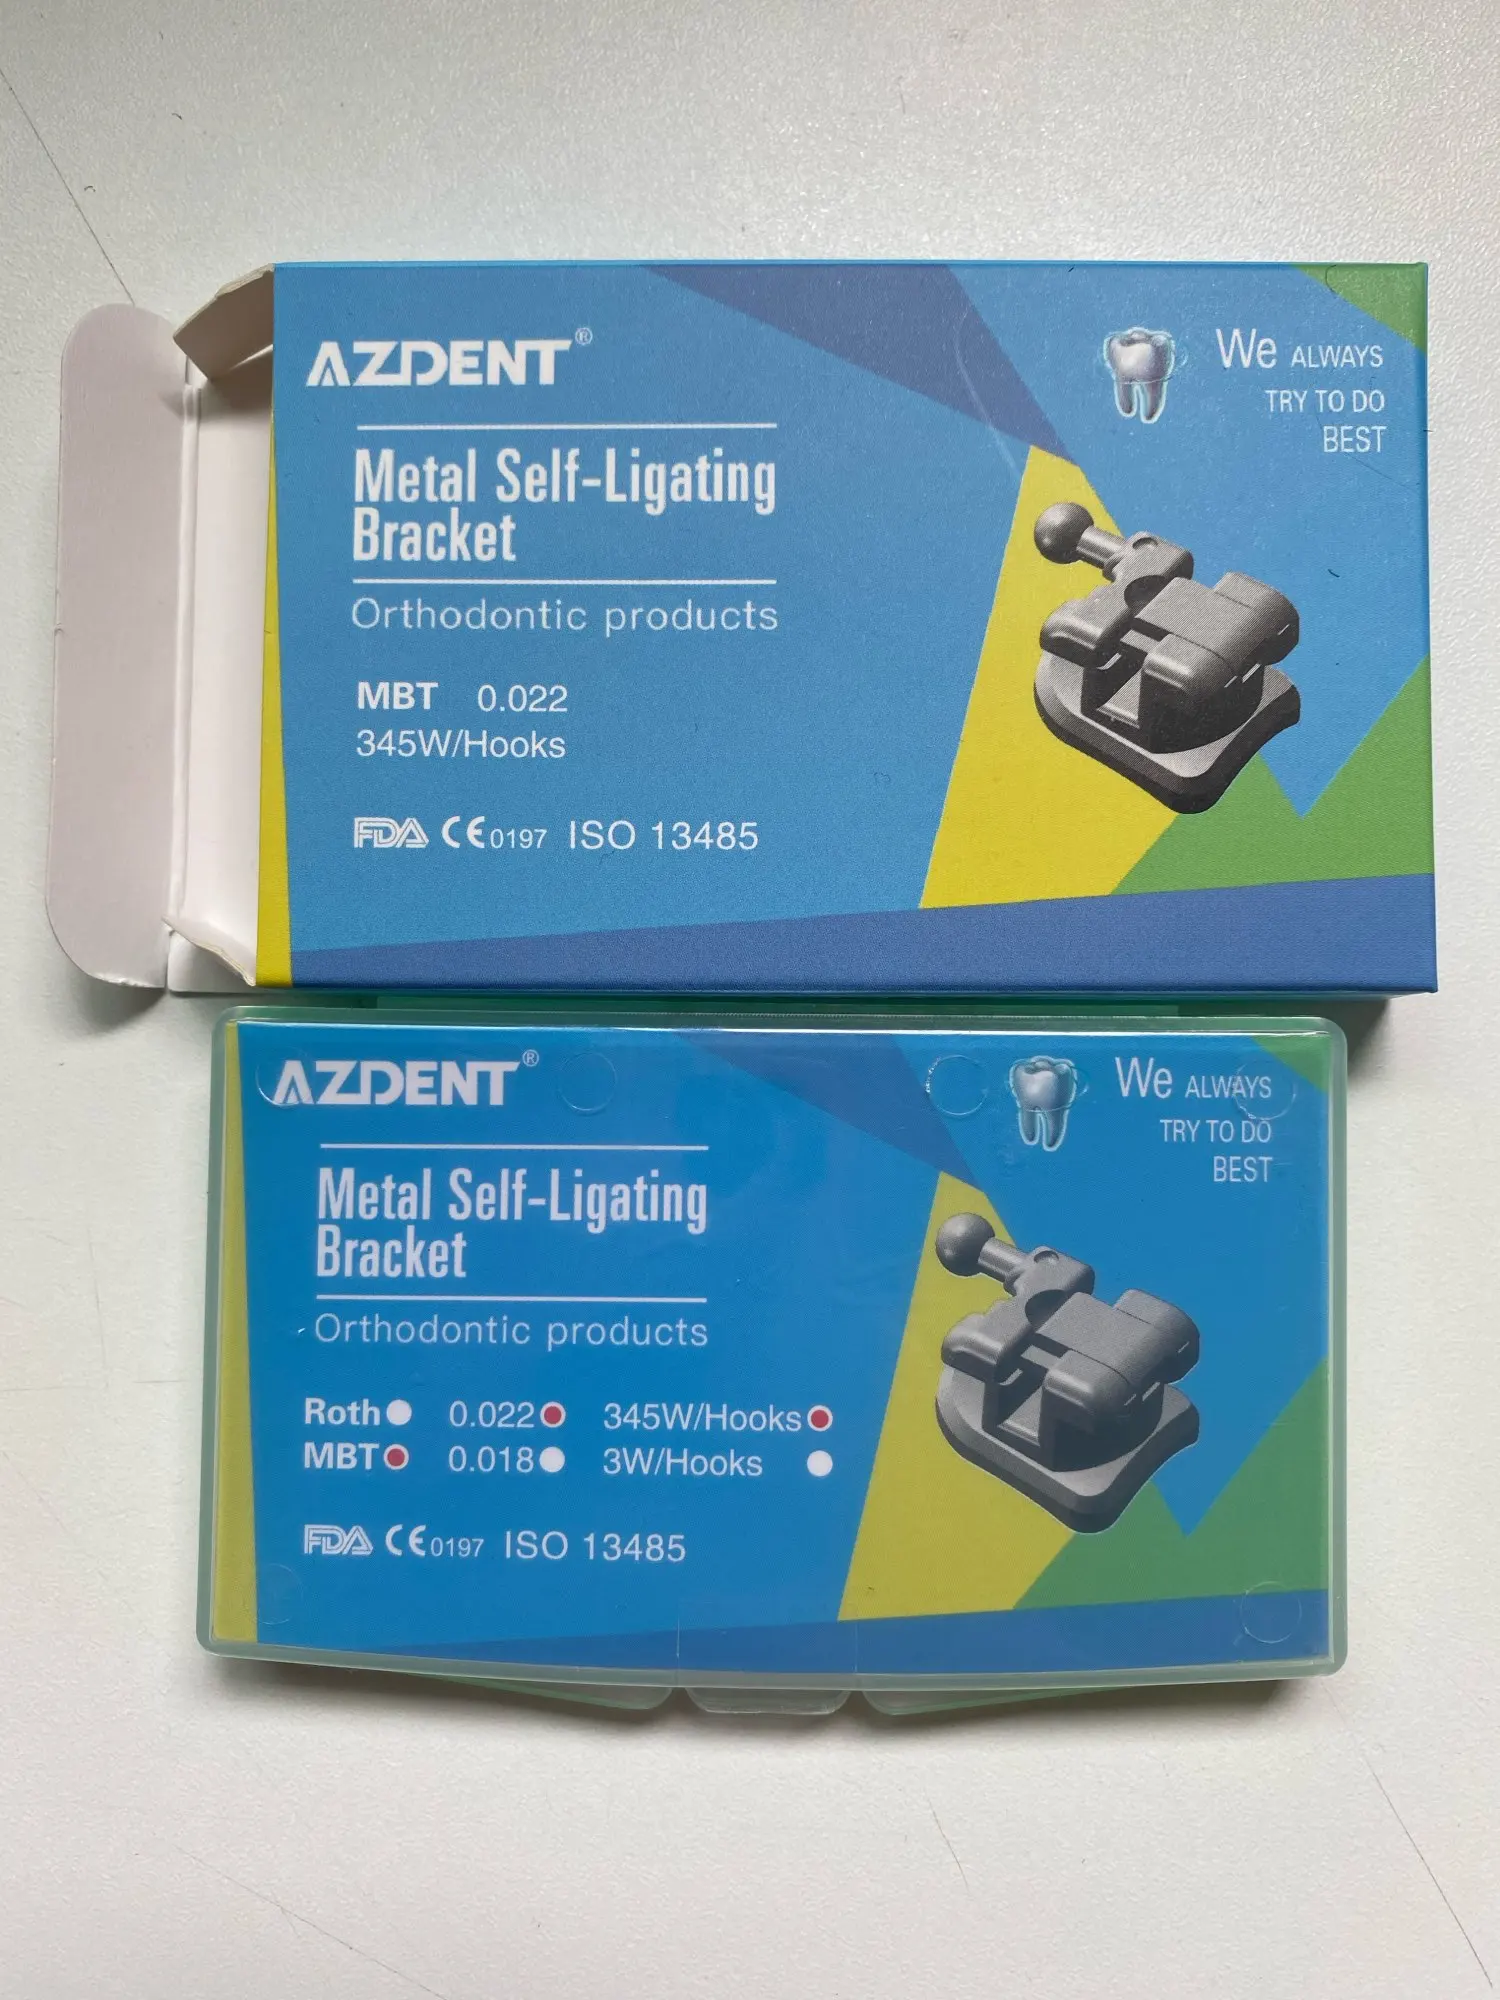 AZDENT®
We ALWAYS
TRY TO DO
BEST
Metal Self-Ligating
Bracket
Orthodontic products
MBT 0.022
345W/Hooks
FDA CE0197 ISO 13485
AZDENT®
We ALWAYS
TRY TO DO
BEST
Metal Self-Ligating
Bracket
Orthodontic products
Roth 0.022 345W/Hooks
MBT 0.018 3W/Hooks
FDA CE0197 ISO 13485